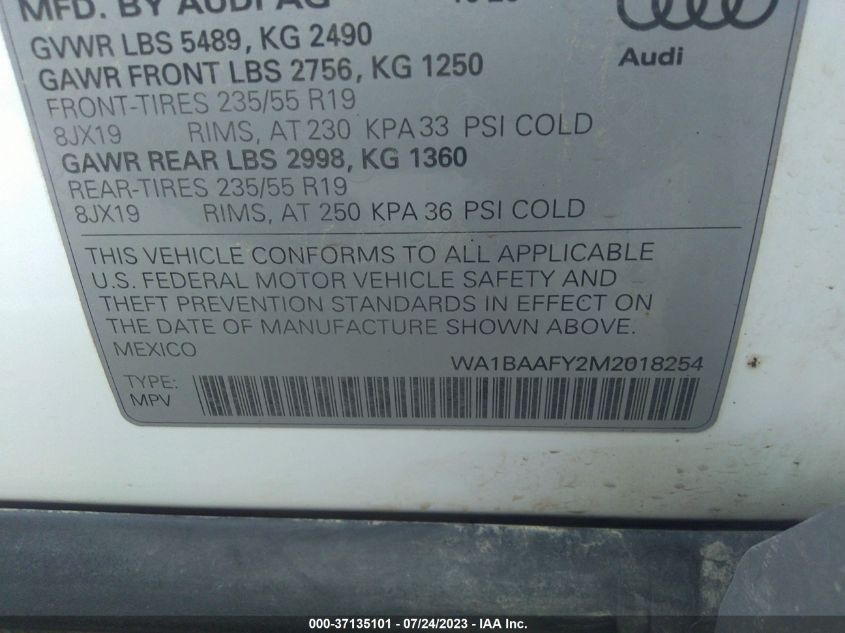 MFD. BY AUDI AG
Audi
GVWR LBS 5489, KG 2490
GAWR FRONT LBS 2756, KG 1250
FRONT-TIRES 235/55 R19
8JX19 RIMS, AT 230 KPA 33 PSI COLD
GAWR REAR LBS 2998, KG 1360
REAR-TIRES 235/55 R19
8JX19 RIMS, AT 250 KPA 36 PSI COLD
THIS VEHICLE CONFORMS TO ALL APPLICABLE
U.S. FEDERAL MOTOR VEHICLE SAFETY AND
THEFT PREVENTION STANDARDS IN EFFECT ON
THE DATE OF MANUFACTURE SHOWN ABOVE.
MEXICO WA1BAAFY2M2018254
TYPE:
MPV
000-37135101 - 07/24/2023 - IAA Inc.